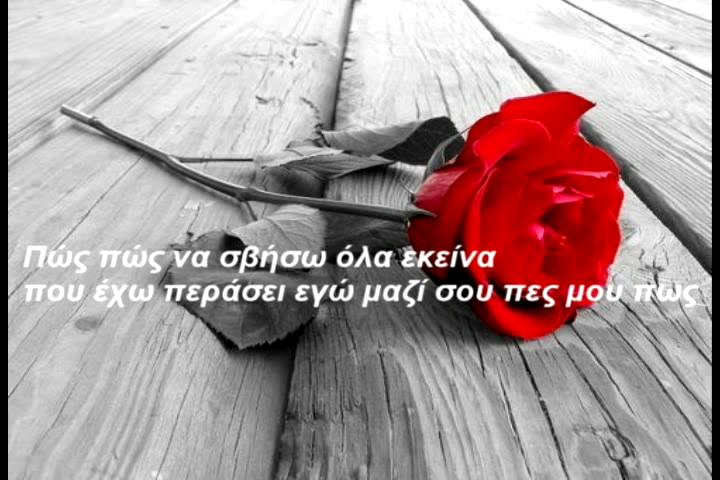 Πώς πώς να σβήσω όλα εκείνα
που έχω περάσει εγώ μαζί σου πες μου πως